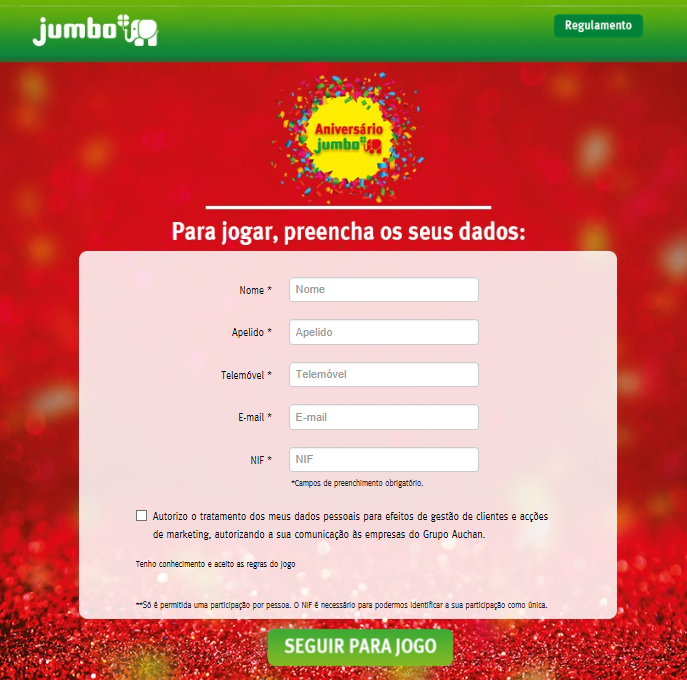 jumbo
Regulamento
Aniversário
jumbo
Para jogar, preencha os seus dados:
Nome * Nome
Apelido * Apelido
Telemóvel * Telemóvel
E-mail * E-mail
NIF * NIF
*Campos de preenchimento obrigatório.
Autorizo o tratamento dos meus dados pessoais para efeitos de gestão de clientes e acções
de marketing, autorizando a sua comunicação às empresas do Grupo Auchan.
Tenho conhecimento e aceito as regras do jogo
**Só é permitida uma participação por pessoa. O NIF é necessário para podermos identificar a sua participação como única.
SEGUIR PARA JOGO